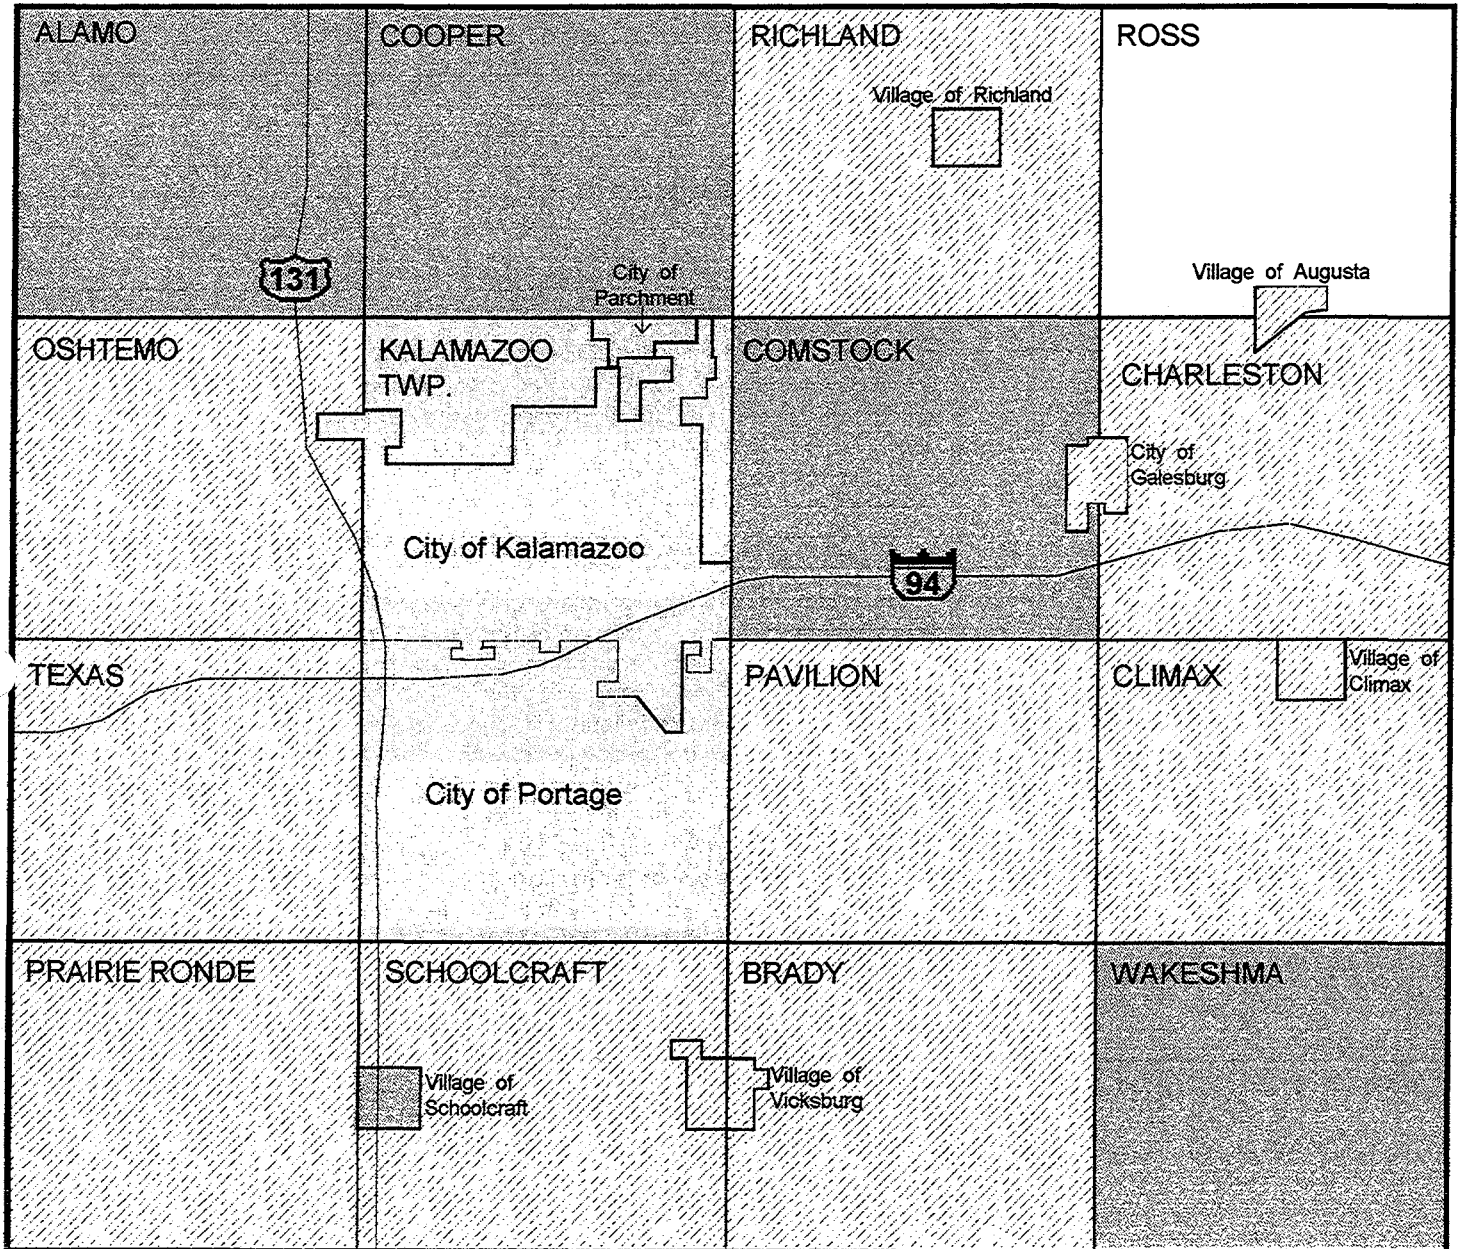 ALAMO
COOPER
RICHLAND
ROSS
Village of Richland
131
City of
Parchment
Village of Augusta
OSHTEMO
KALAMAZOO
TWP.
COMSTOCK
CHARLESTON
City of
Galesburg
City of Kalamazoo
94
TEXAS
PAVILION
CLIMAX
Village of
Climax
City of Portage
PRAIRIE RONDE
SCHOOLCRAFT
BRADY
WAKESHMA
Village of
Schoolcraft
Village of
Vicksburg